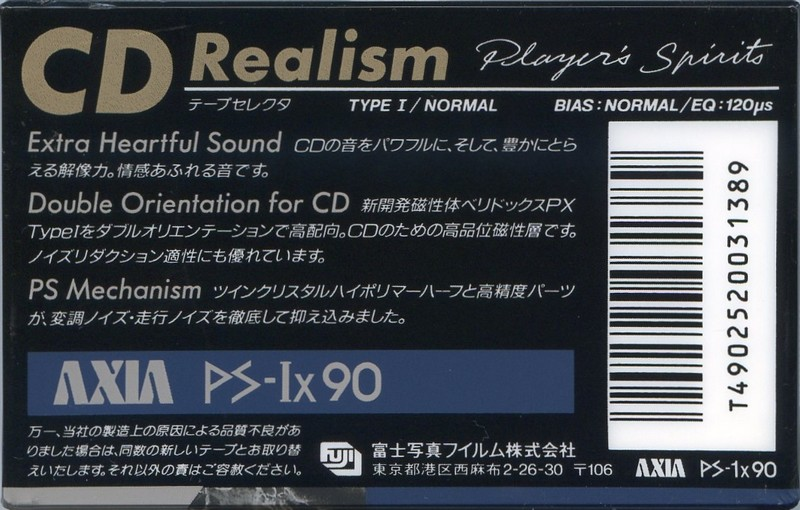 CD Realism Player's Spirits
テープセレクタ TYPE I/NORMAL BIAS:NORMAL/EQ:120μs
Extra Heartful Sound CDの音をパワフルに、そして、豊かにとら
える解像力。情感あふれる音です。
Double Orientation for CD 新開発磁性体ベリドックスPX
TypeIをダブルオリエンテーションで高配向。CDのための高品位磁性層です。
ノイズリダクション適性にも優れています。
PS Mechanism ツインクリスタルハイポリマーハーフと高精度パーツ
が、変調ノイズ・走行ノイズを徹底して抑え込みました。
AXIA PS-Ix90
万一、当社の製造上の原因による品質不良があ
りました場合は、同数の新しいテープとお取り替
えいたします。それ以外の責はご容赦ください。
FUJI 富士写真フイルム株式会社
東京都港区西麻布2-26-30 〒106
AXIA PS-1x90
T4902520031389